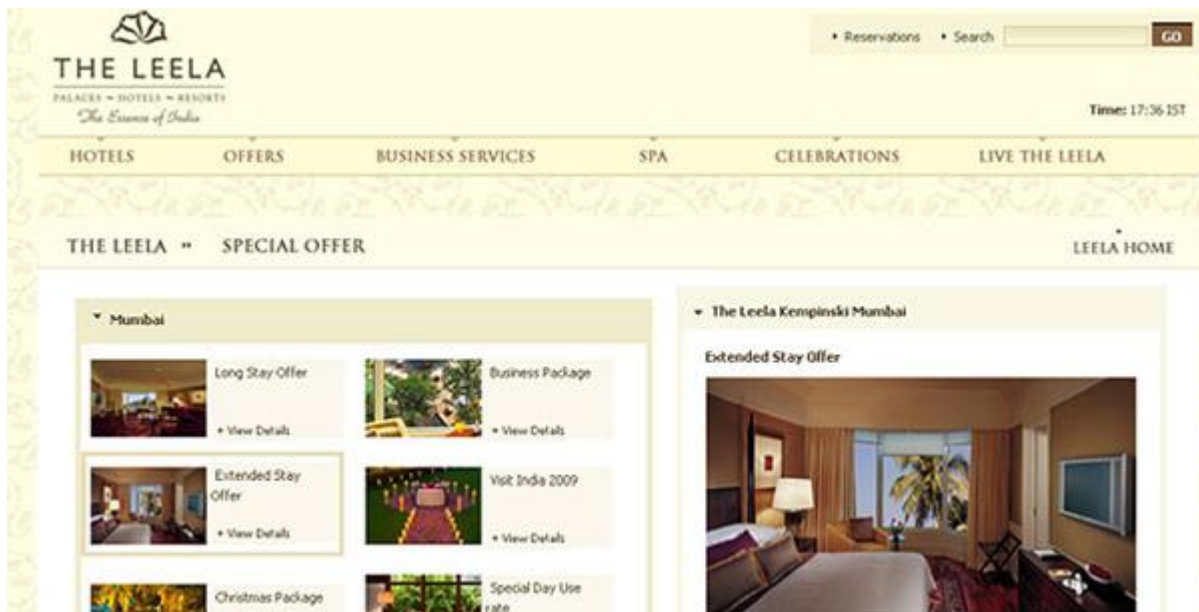 THE LEELA
PALACES ~ HOTELS ~ RESORTS
The Essence of India
Reservations
Search
GO
Time: 17:36 IST
HOTELS
OFFERS
BUSINESS SERVICES
SPA
CELEBRATIONS
LIVE THE LEELA
THE LEELA »
SPECIAL OFFER
LEELA HOME
Mumbai
Long Stay Offer
+ View Details
Business Package
+ View Details
Extended Stay
Offer
+ View Details
Visit India 2009
+ View Details
Christmas Package
Special Day Use
rate
The Leela Kempinski Mumbai
Extended Stay Offer